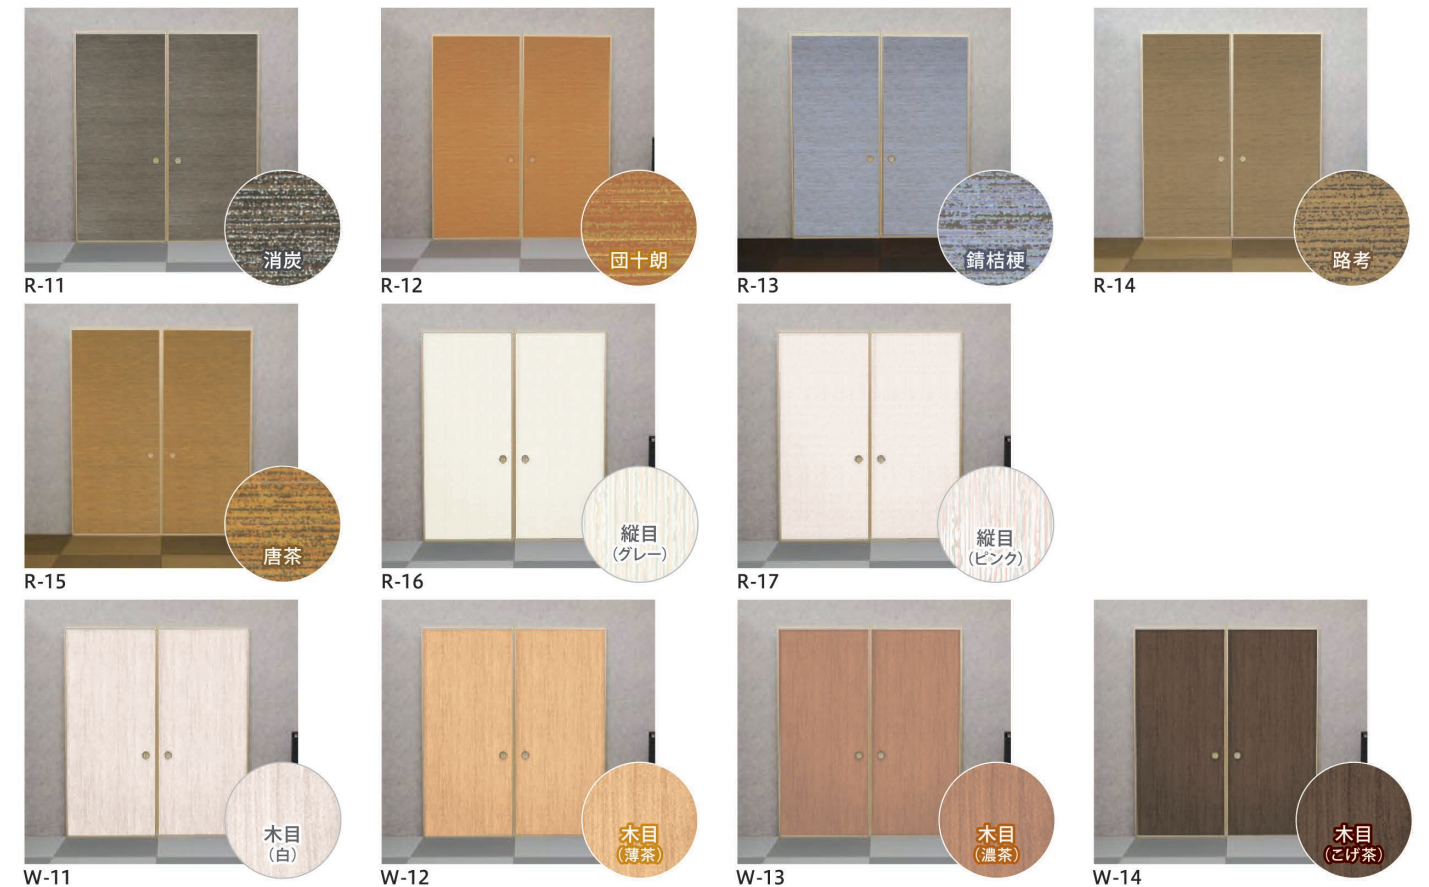 消炭
R-11
団十朗
R-12
錆桔梗
R-13
路考
R-14
唐茶
R-15
縦目
(グレー)
R-16
縦目
(ピンク)
R-17
木目
(白)
W-11
木目
(薄茶)
W-12
木目
(濃茶)
W-13
木目
(こげ茶)
W-14